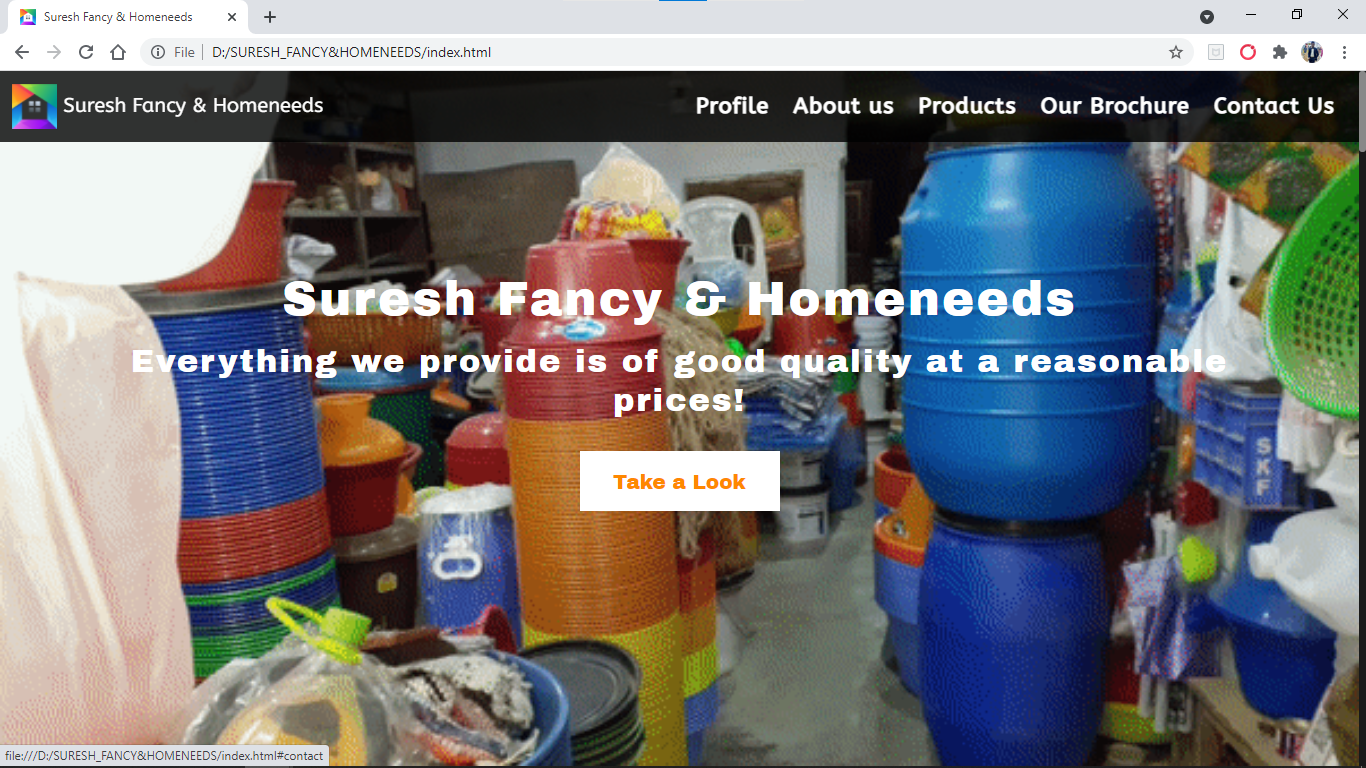 Suresh Fancy & Homeneeds
File
D:/SURESH_FANCY&HOMENEEDS/index.html
Suresh Fancy & Homeneeds
Profile About us Products Our Brochure Contact Us
Suresh Fancy & Homeneeds
Everything we provide is of good quality at a reasonable
prices!
Take a Look
SKF
file:///D:/SURESH_FANCY&HOMENEEDS/index.html#contact